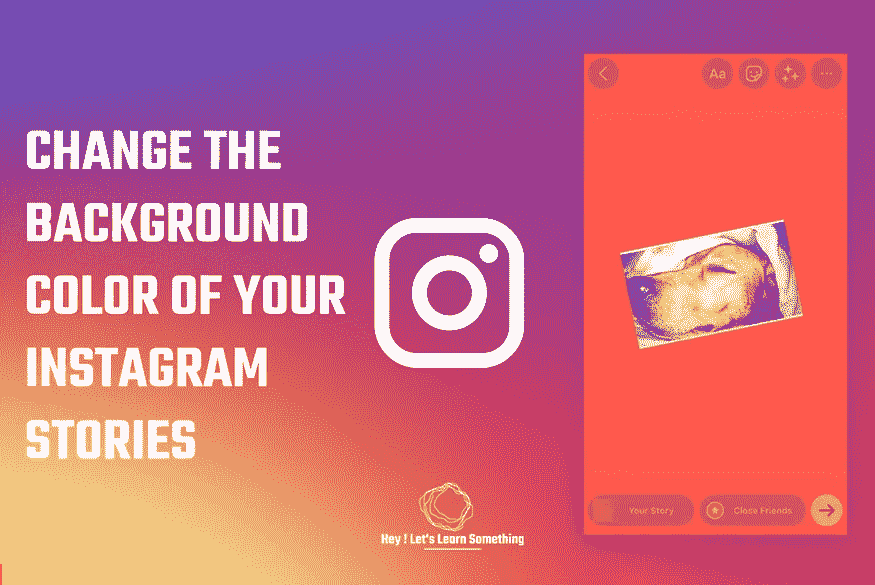 CHANGE THE
BACKGROUND
COLOR OF YOUR
INSTAGRAM
STORIES
Hey ! Let's Learn Something
Aa
Your Story
Close Friends